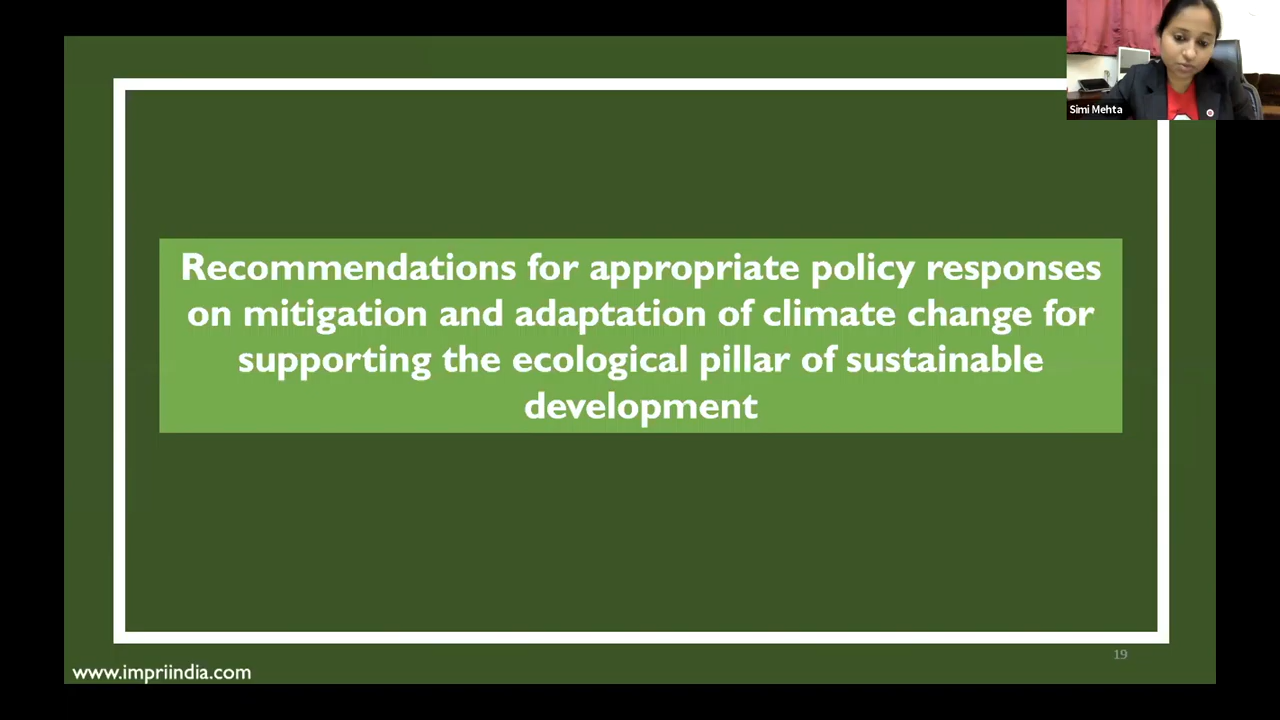 Simi Mehta
Recommendations for appropriate policy responses
on mitigation and adaptation of climate change for
supporting the ecological pillar of sustainable
development
19
www.impriindia.com